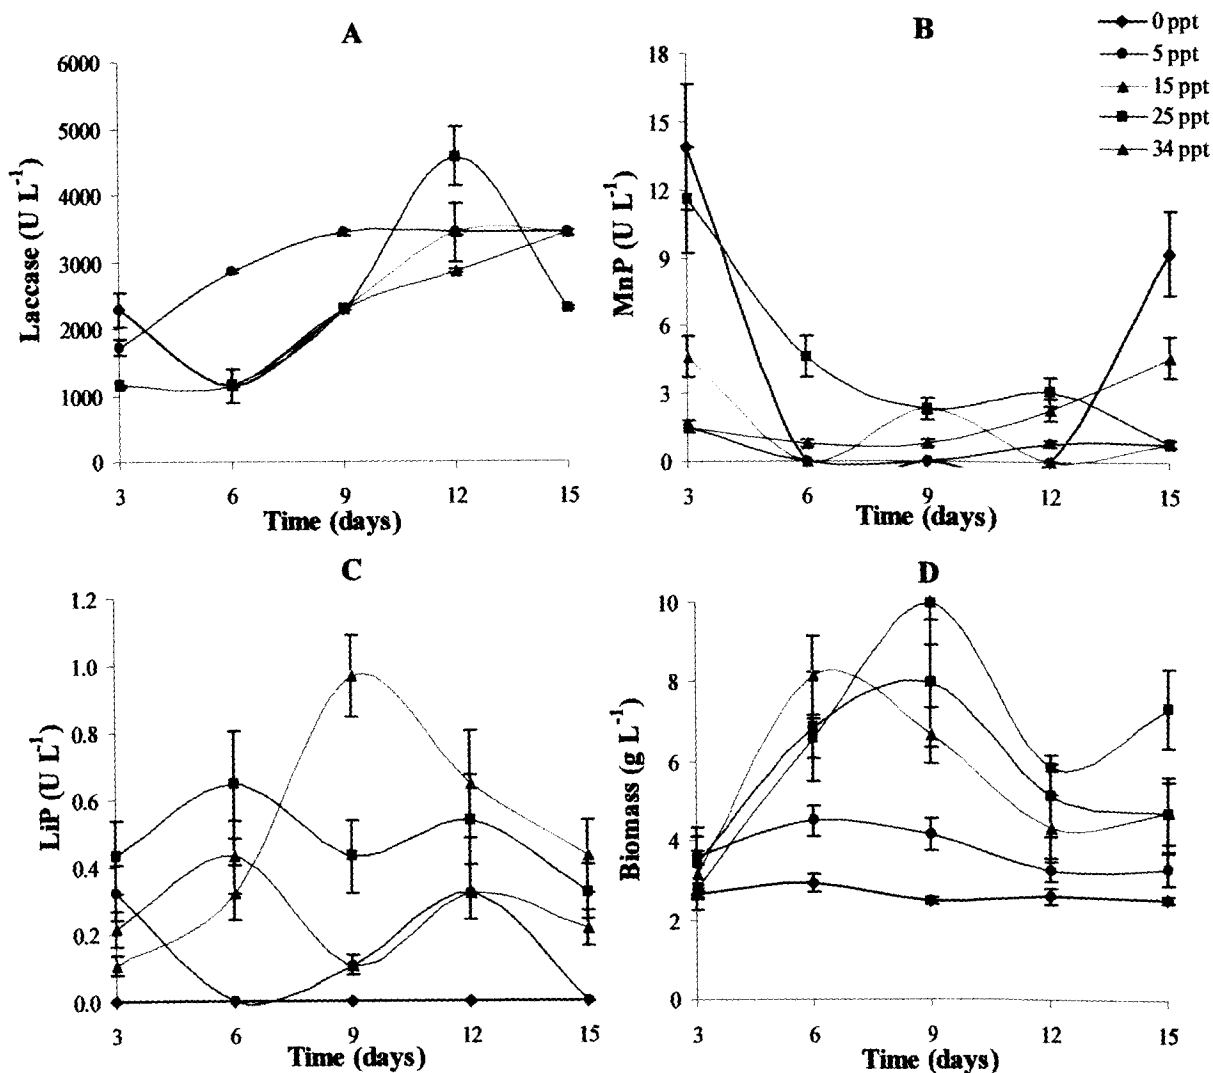 A
6000
5000
4000
3000
2000
1000
0
Laccase (U L-1)
3 6 9 12 15
Time (days)
B
18
15
12
9
6
3
0
MnP (U L-1)
3 6 9 12 15
Time (days)
0 ppt
5 ppt
15 ppt
25 ppt
34 ppt
C
1.2
1.0
0.8
0.6
0.4
0.2
0.0
LiP (U L-1)
3 6 9 12 15
Time (days)
D
10
8
6
4
2
0
Biomass (g L-1)
3 6 9 12 15
Time (days)